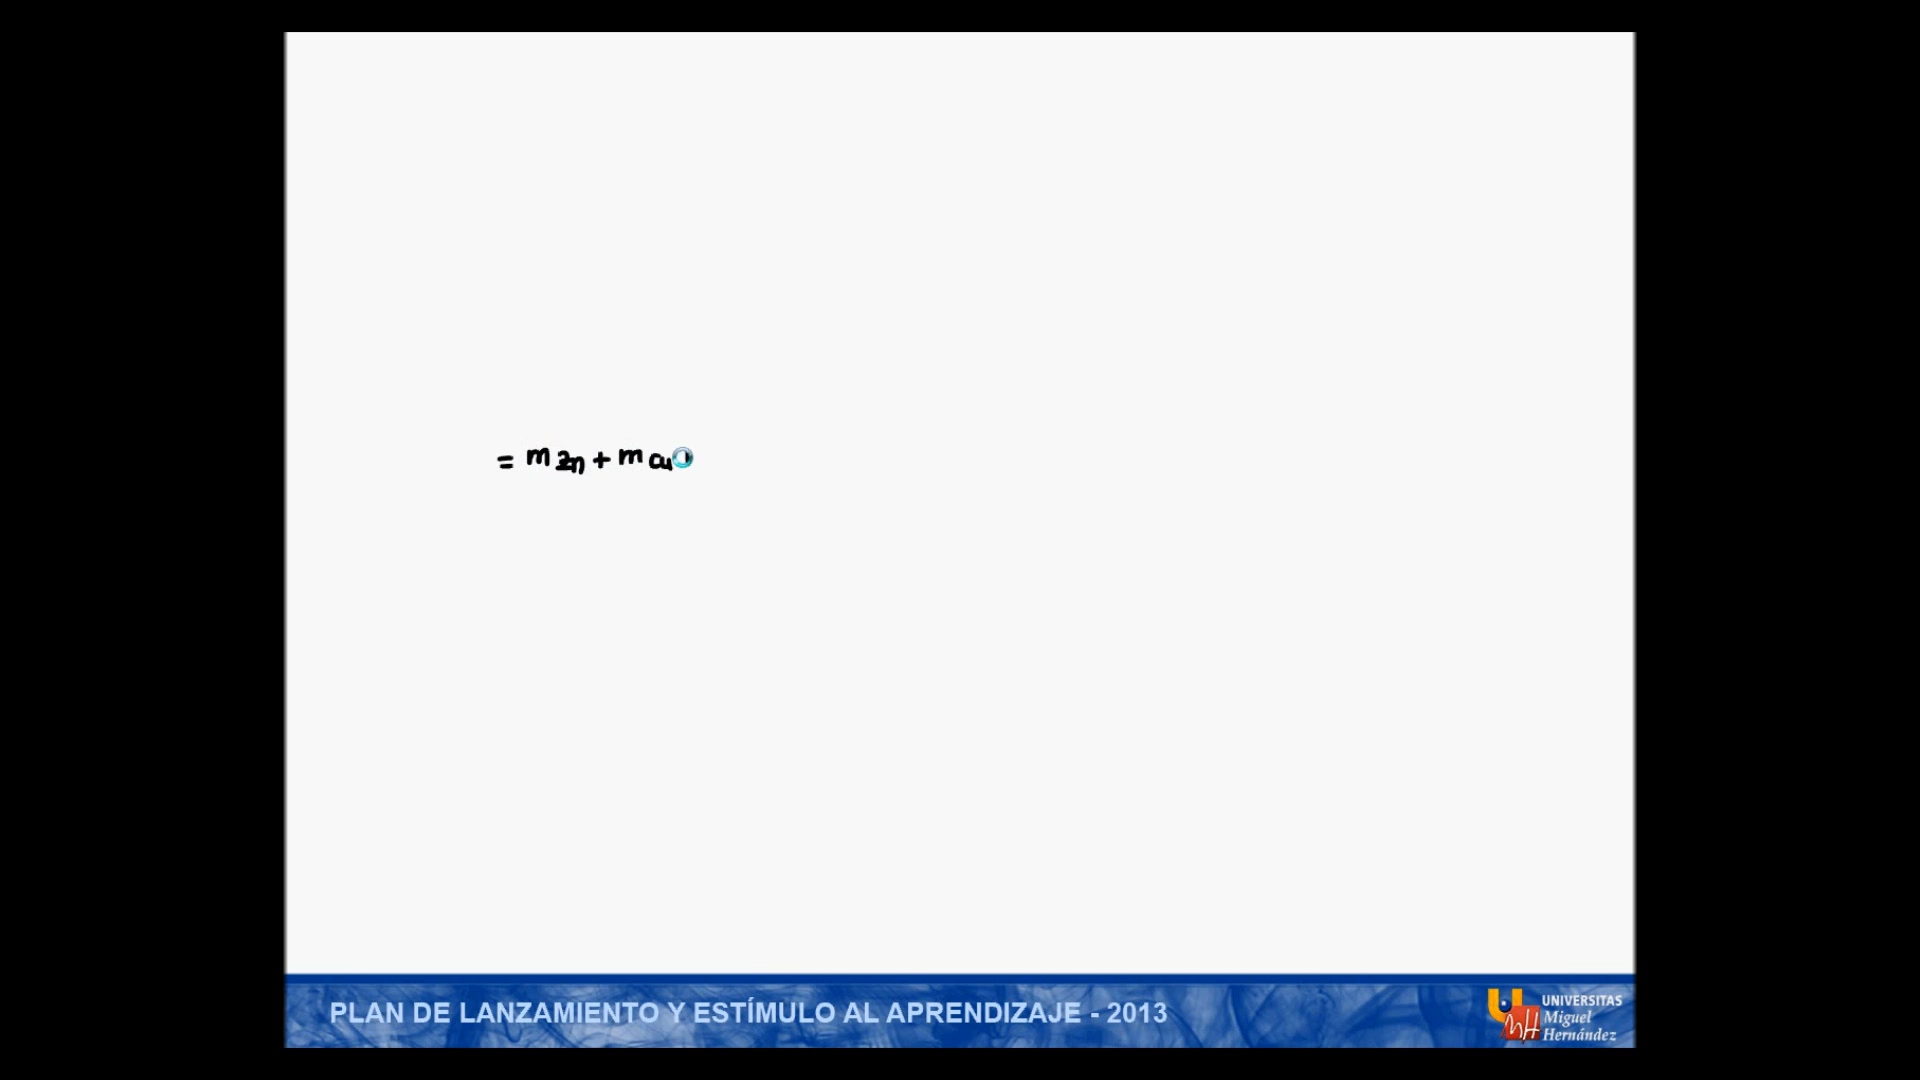 = m Zn + m Cu
PLAN DE LANZAMIENTO Y ESTÍMULO AL APRENDIZAJE - 2013
UNIVERSITAS
Miguel
Hernández